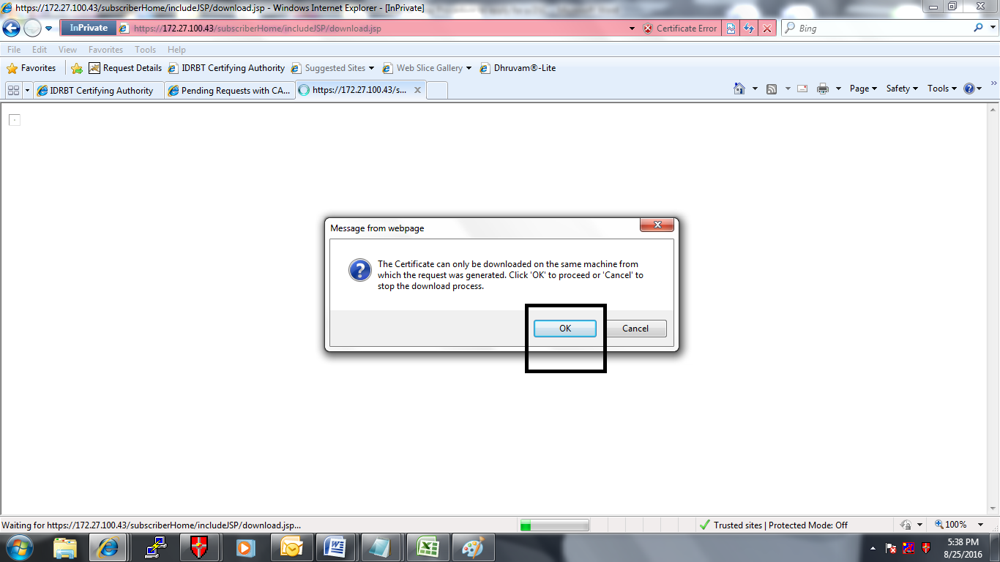 https://172.27.100.43/subscriberHome/includeJSP/download.jsp - Windows Internet Explorer - [InPrivate]
InPrivate https://172.27.100.43/subscriberHome/includeJSP/download.jsp Certificate Error Bing
File Edit View Favorites Tools Help
Favorites Request Details IDRBT Certifying Authority Suggested Sites Web Slice Gallery Dhruvam®-Lite
IDRBT Certifying Authority Pending Requests with CA... https://172.27.100.43/s... Page Safety Tools
Message from webpage
The Certificate can only be downloaded on the same machine from
which the request was generated. Click 'OK' to proceed or 'Cancel' to
stop the download process.
OK Cancel
Waiting for https://172.27.100.43/subscriberHome/includeJSP/download.jsp... Trusted sites | Protected Mode: Off 100%
5:38 PM
8/25/2016